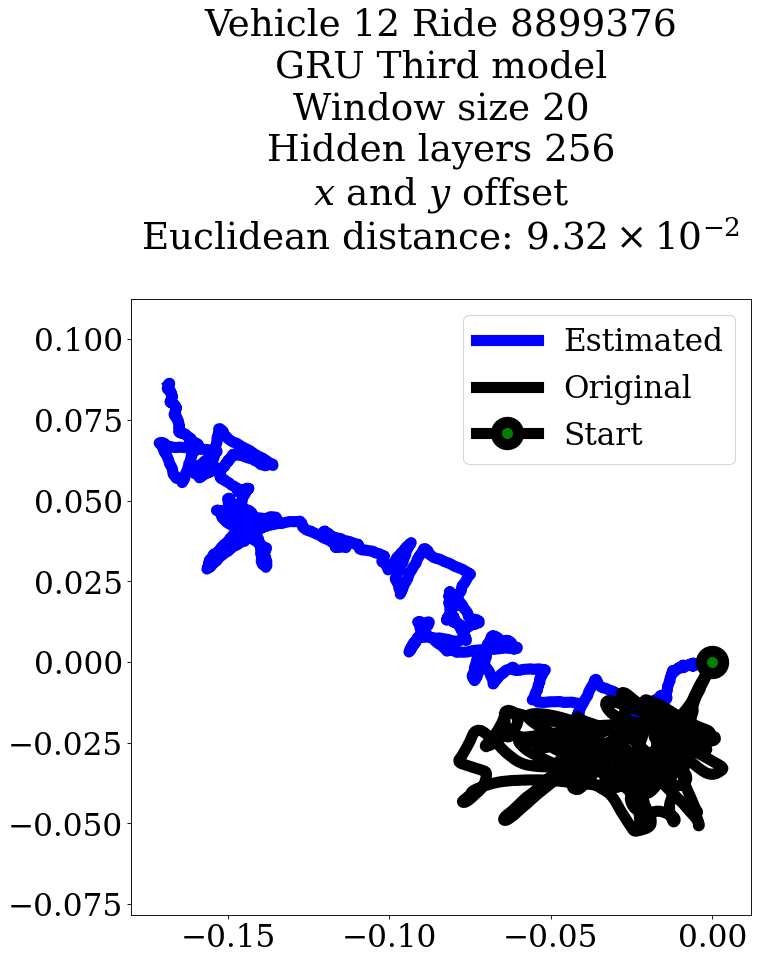 Vehicle 12 Ride 8899376
GRU Third model
Window size 20
Hidden layers 256
x and y offset
Euclidean distance: 9.32 × 10⁻²
Estimated
Original
Start
0.100
0.075
0.050
0.025
0.000
−0.025
−0.050
−0.075
−0.15 −0.10 −0.05 0.00